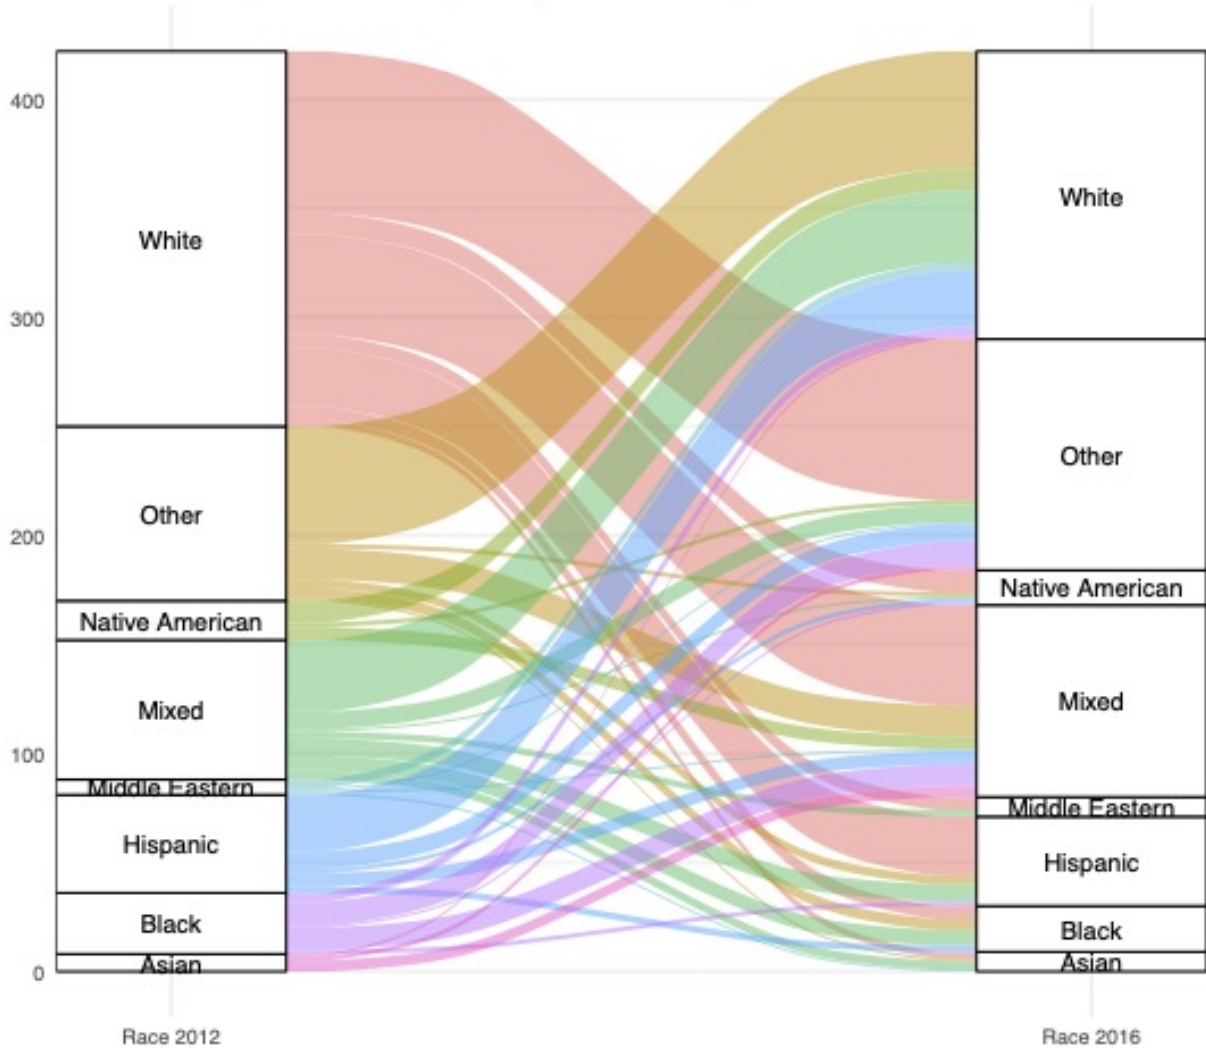 400
300
200
100
0
White
Other
Native American
Mixed
Middle Eastern
Hispanic
Black
Asian
White
Other
Native American
Mixed
Middle Eastern
Hispanic
Black
Asian
Race 2012
Race 2016